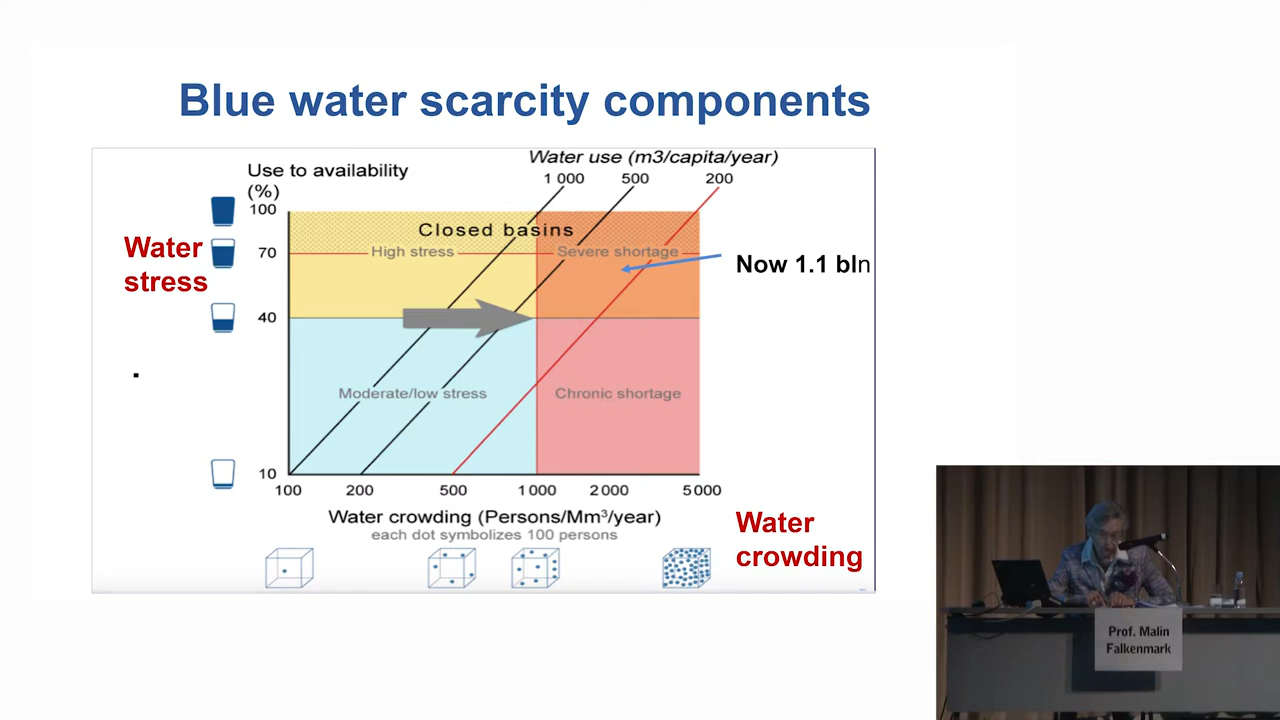 Blue water scarcity components
Water use (m3/capita/year)
Use to availability
(%)
1 000
500
200
100
Closed basins
Water
stress
70
High stress
Severe shortage
Now 1.1 bln
40
Moderate/low stress
Chronic shortage
10
100
200
500
1 000
2 000
5 000
Water crowding (Persons/Mm³/year)
each dot symbolizes 100 persons
Water
crowding
Prof. Malin
Falkenmark